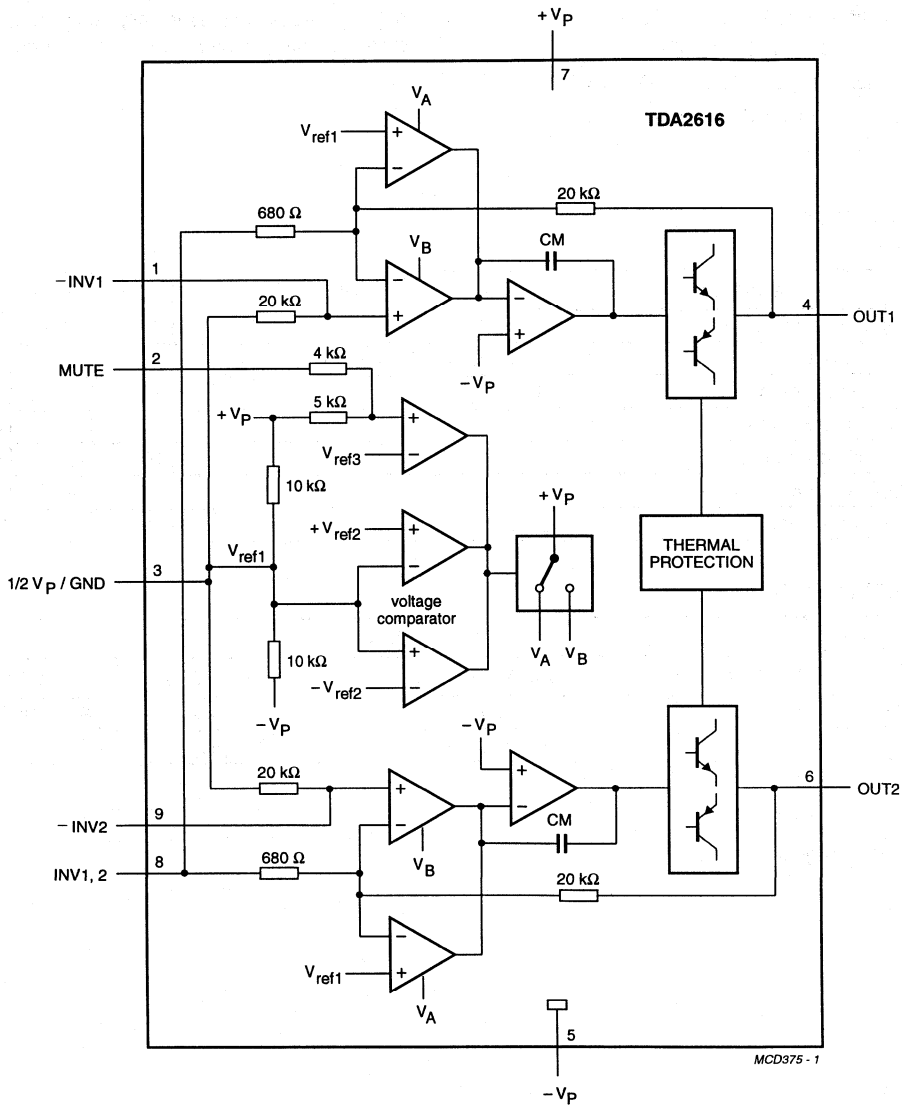 + VP
7
TDA2616
VA
Vref1
+
−
20 kΩ
680 Ω
VB
CM
1
−INV1
−
−
20 kΩ
+
+
4
OUT1
2
MUTE
4 kΩ
−VP
5 kΩ
+ VP
+
Vref3
−
10 kΩ
+ VP
+ Vref2
+
Vref1
−
THERMAL
PROTECTION
3
1/2 VP / GND
voltage
comparator
+
VA
VB
10 kΩ
− Vref2
−
− VP
− VP
+
20 kΩ
6
OUT2
+
−
9
− INV2
−
CM
8
INV1, 2
680 Ω
VB
20 kΩ
−
Vref1
+
VA
5
MCD375 - 1
− VP